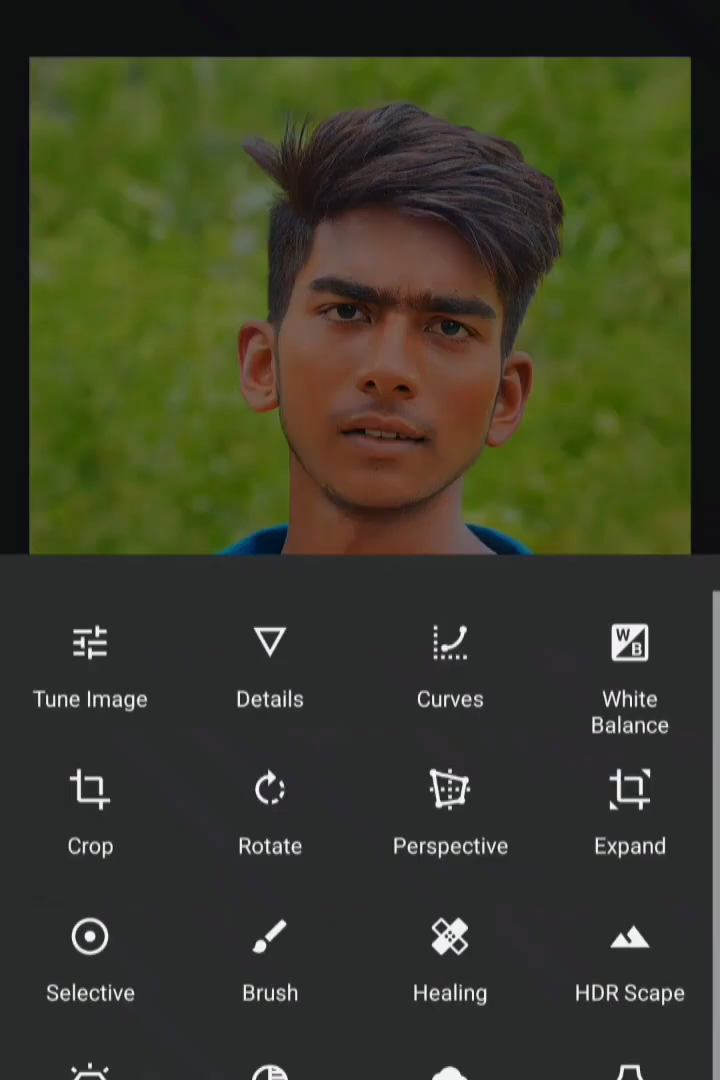 Tune Image
Details
Curves
White
Balance
Crop
Rotate
Perspective
Expand
Selective
Brush
Healing
HDR Scape